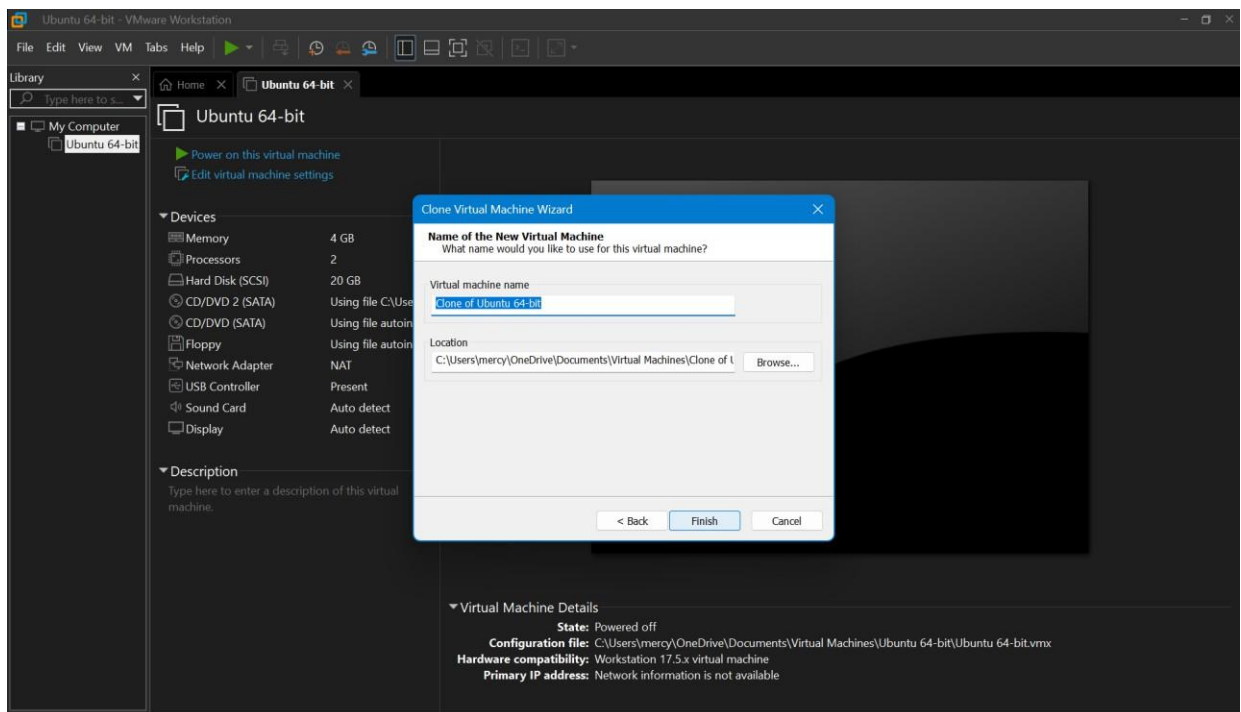 Ubuntu 64-bit - VMware Workstation
File Edit View VM Tabs Help
Library
Type here to s...
My Computer
Ubuntu 64-bit
Home
Ubuntu 64-bit
Ubuntu 64-bit
Power on this virtual machine
Edit virtual machine settings
Devices
Memory 4 GB
Processors 2
Hard Disk (SCSI) 20 GB
CD/DVD 2 (SATA) Using file C:\Use
CD/DVD (SATA) Using file autoin
Floppy Using file autoin
Network Adapter NAT
USB Controller Present
Sound Card Auto detect
Display Auto detect
Description
Type here to enter a description of this virtual
machine.
Clone Virtual Machine Wizard
Name of the New Virtual Machine
What name would you like to use for this virtual machine?
Virtual machine name
Clone of Ubuntu 64-bit
Location
C:\Users\mercy\OneDrive\Documents\Virtual Machines\Clone of U
Browse...
< Back Finish Cancel
Virtual Machine Details
State: Powered off
Configuration file: C:\Users\mercy\OneDrive\Documents\Virtual Machines\Ubuntu 64-bit\Ubuntu 64-bit.vmx
Hardware compatibility: Workstation 17.5.x virtual machine
Primary IP address: Network information is not available